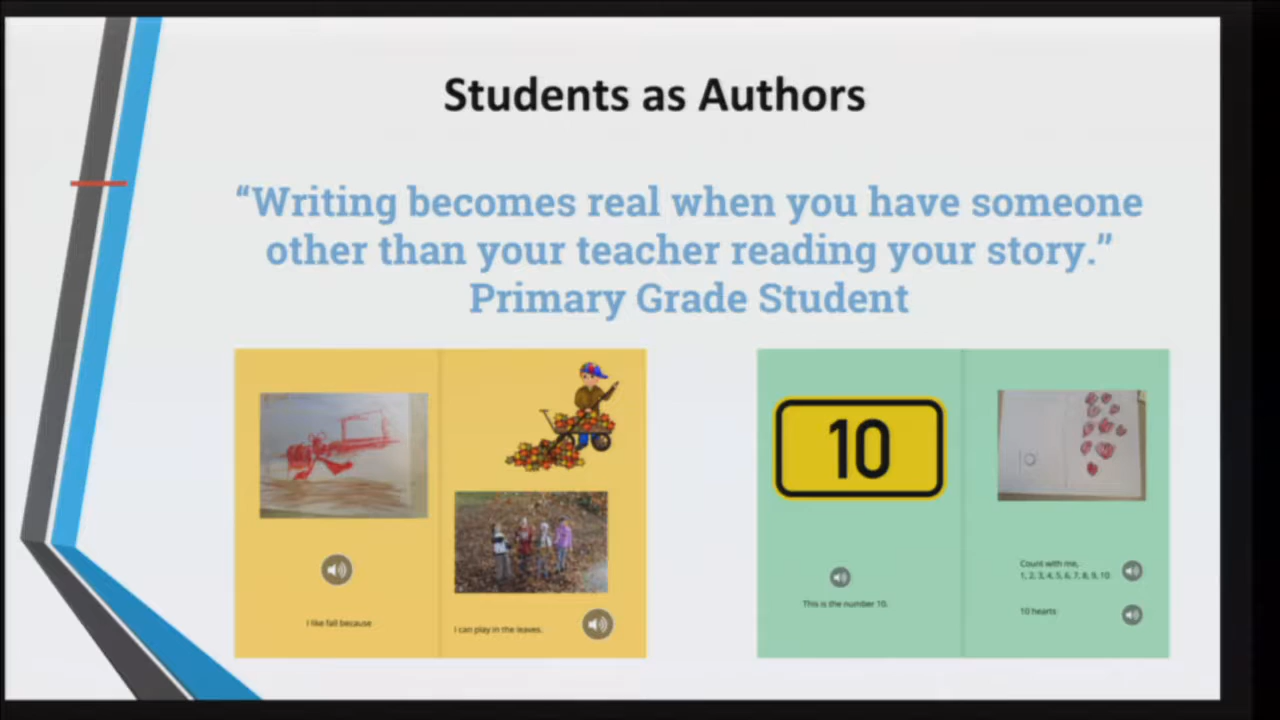 Students as Authors
“Writing becomes real when you have someone
other than your teacher reading your story.”
Primary Grade Student
I like fall because
I can play in the leaves.
10
This is the number 10.
10
Count with me,
1, 2, 3, 4, 5, 6, 7, 8, 9, 10
10 hearts